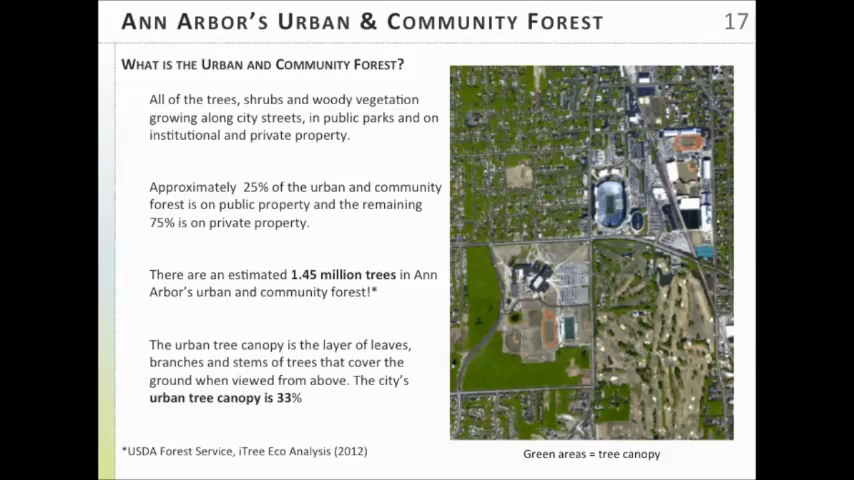 ANN ARBOR'S URBAN & COMMUNITY FOREST
17
WHAT IS THE URBAN AND COMMUNITY FOREST?
All of the trees, shrubs and woody vegetation
growing along city streets, in public parks and on
institutional and private property.
Approximately 25% of the urban and community
forest is on public property and the remaining
75% is on private property.
There are an estimated 1.45 million trees in Ann
Arbor's urban and community forest!*
The urban tree canopy is the layer of leaves,
branches and stems of trees that cover the
ground when viewed from above. The city's
urban tree canopy is 33%
*USDA Forest Service, iTree Eco Analysis (2012)
Green areas = tree canopy